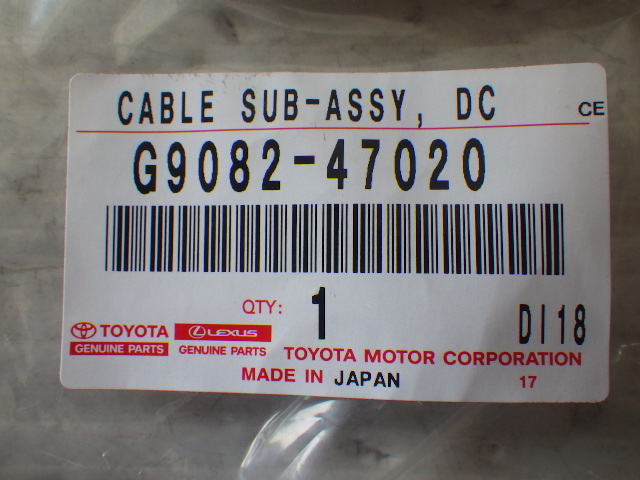 CABLE SUB-ASSY, DC CE
G9082-47020
QTY: 1 DI18
TOYOTA LEXUS
GENUINE PARTS GENUINE PARTS TOYOTA MOTOR CORPORATION
MADE IN JAPAN 17